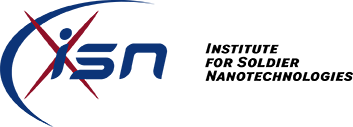 isn
INSTITUTE
FOR SOLDIER
NANOTECHNOLOGIES